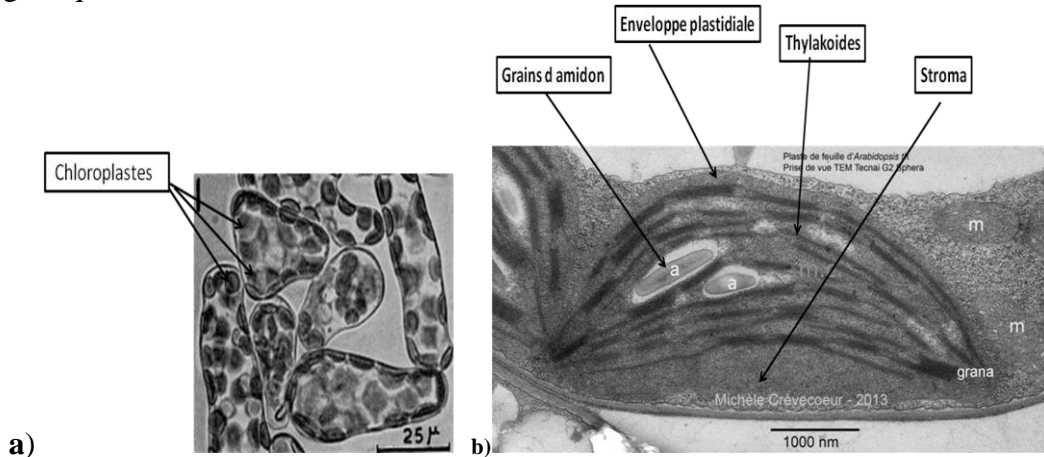 Enveloppe plastidiale
Thylakoides
Grains d amidon
Stroma
Chloroplastes
Plaste de feuille d'Arabidopsis th.
Prise de vue TEM Tecnai G2 Sphera
m
a
a
m
grana
Michèle Crèvecoeur - 2013
25 µ
1000 nm
a)
b)